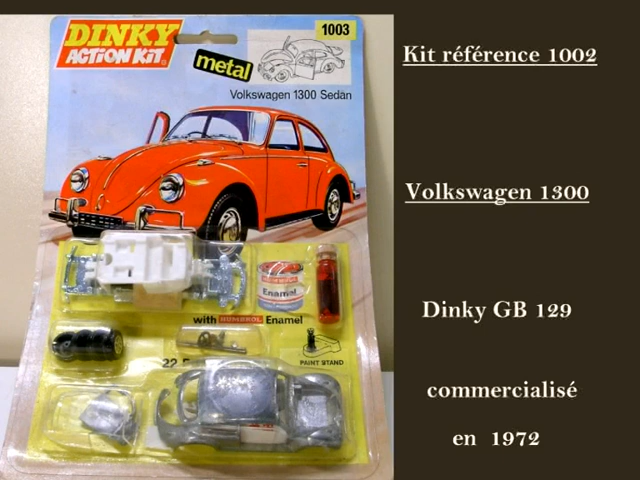 DINKY
ACTION KIT
1003
metal
Volkswagen 1300 Sedan
Enamel
with HUMBROL Enamel
PAINT STAND
Kit référence 1002
Volkswagen 1300
Dinky GB 129
commercialisé
en 1972